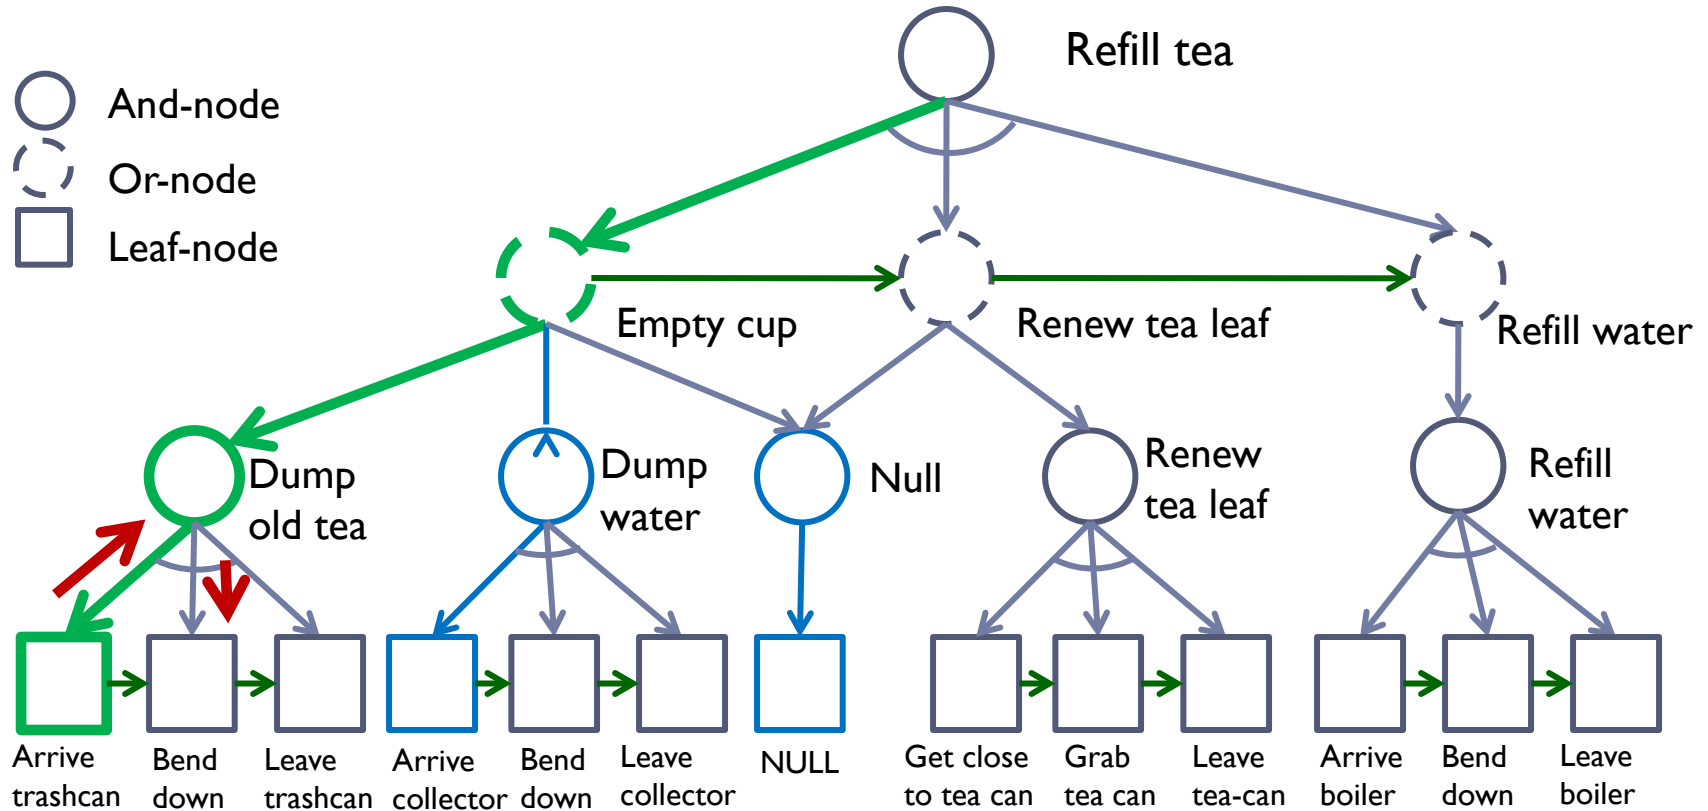 Refill tea
And-node
Or-node
Leaf-node
Empty cup
Renew tea leaf
Refill water
Dump
old tea
Dump
water
Null
Renew
tea leaf
Refill
water
Arrive
trashcan
Bend
down
Leave
trashcan
Arrive
collector
Bend
down
Leave
collector
NULL
Get close
to tea can
Grab
tea can
Leave
tea-can
Arrive
boiler
Bend
down
Leave
boiler